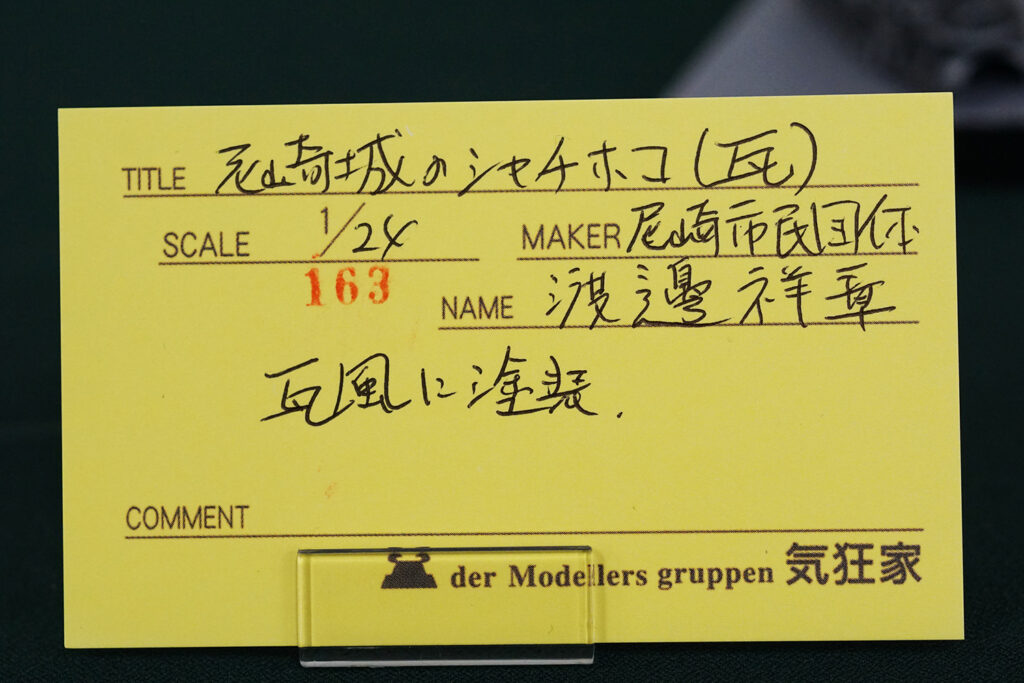 TITLE 尼崎城のシャチホコ(瓦)
SCALE 1/24 MAKER 尼崎市民団体
163
NAME 渡邊祥章
瓦風に塗装.
COMMENT
der Modellers gruppen 気狂家